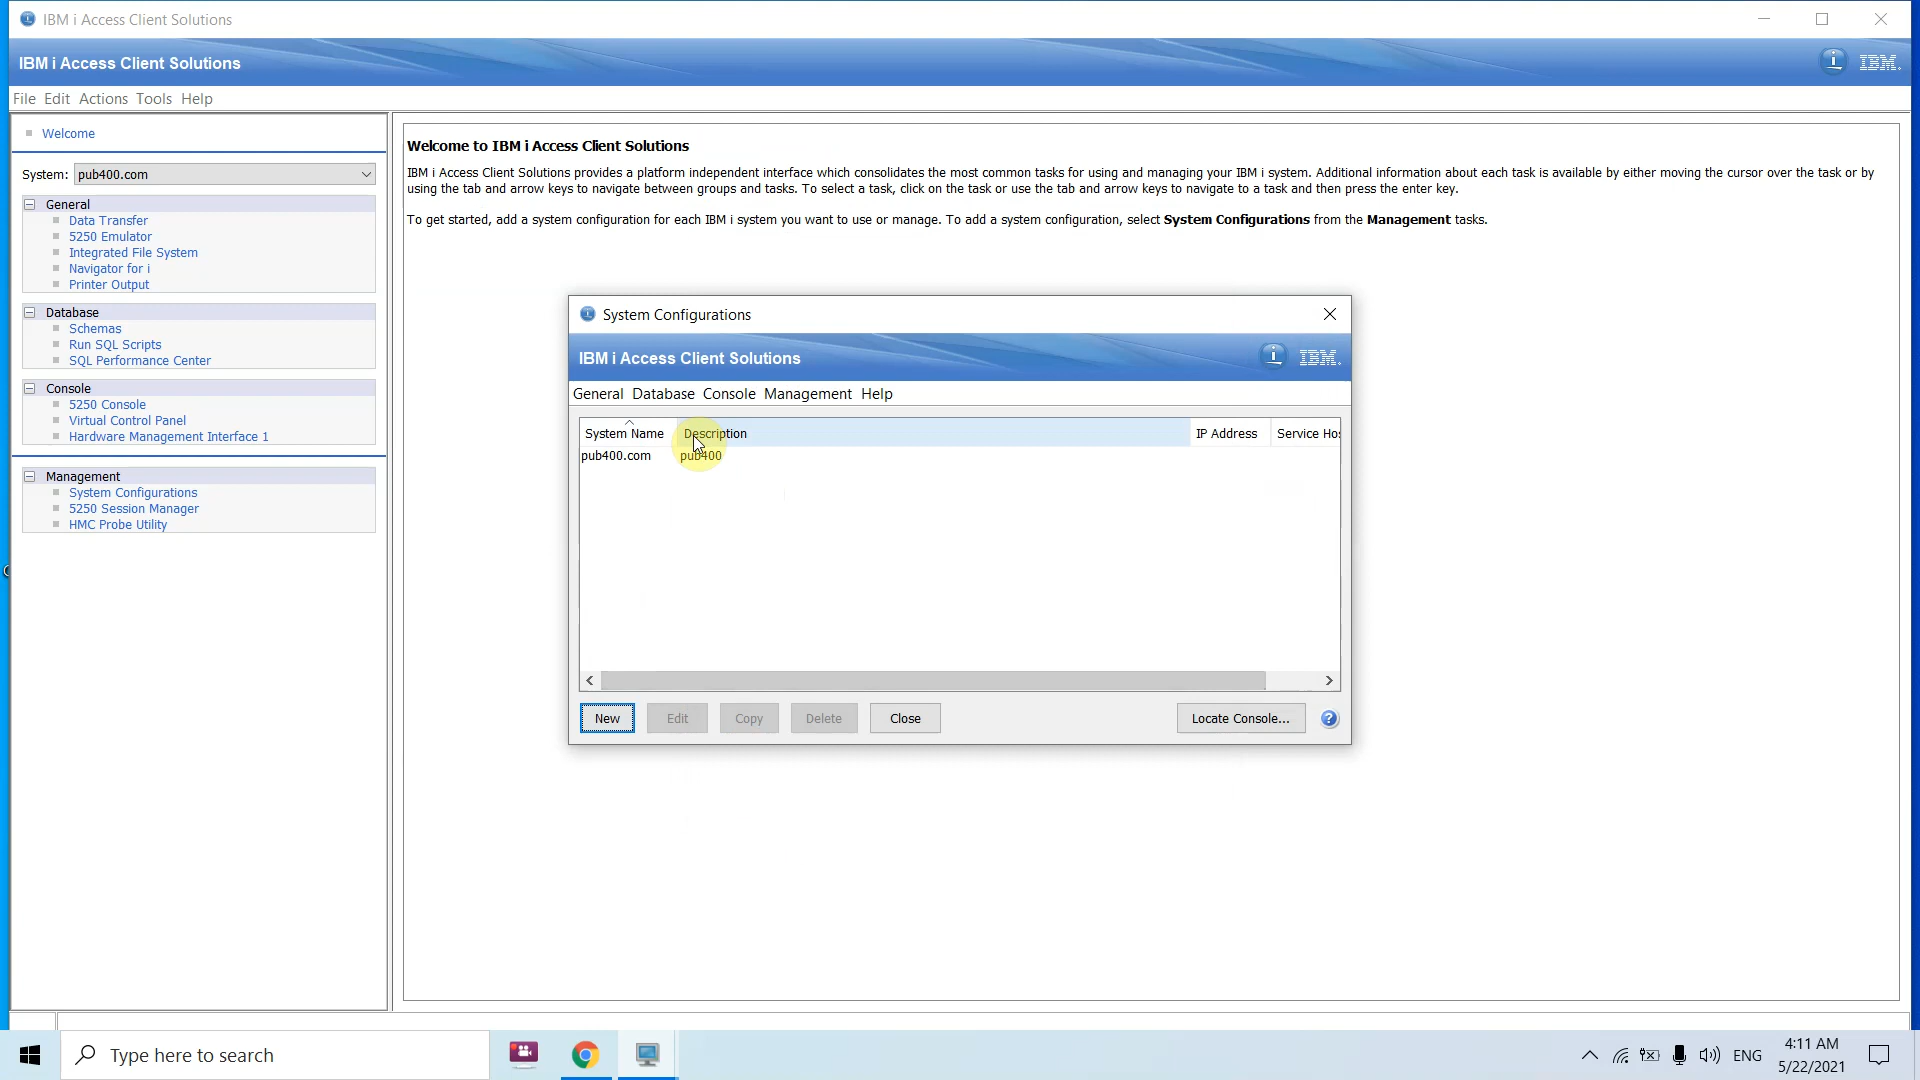 IBM i Access Client Solutions
IBM i Access Client Solutions
IBM.
File Edit Actions Tools Help
Welcome
System: pub400.com
General
Data Transfer
5250 Emulator
Integrated File System
Navigator for i
Printer Output
Database
Schemas
Run SQL Scripts
SQL Performance Center
Console
5250 Console
Virtual Control Panel
Hardware Management Interface 1
Management
System Configurations
5250 Session Manager
HMC Probe Utility
Welcome to IBM i Access Client Solutions
IBM i Access Client Solutions provides a platform independent interface which consolidates the most common tasks for using and managing your IBM i system. Additional information about each task is available by either moving the cursor over the task or by
using the tab and arrow keys to navigate between groups and tasks. To select a task, click on the task or use the tab and arrow keys to navigate to a task and then press the enter key.
To get started, add a system configuration for each IBM i system you want to use or manage. To add a system configuration, select System Configurations from the Management tasks.
System Configurations
IBM i Access Client Solutions
IBM.
General Database Console Management Help
System Name Description IP Address Service Hos
pub400.com pub400
New Edit Copy Delete Close Locate Console... ?
Type here to search
ENG
4:11 AM
5/22/2021